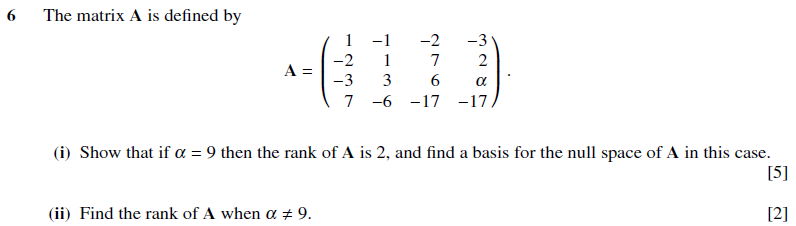 6 The matrix A is defined by
A = ( 1 −1 −2 −3
−2 1 7 2
−3 3 6 α
7 −6 −17 −17 ) .
(i) Show that if α = 9 then the rank of A is 2, and find a basis for the null space of A in this case.
[5]
(ii) Find the rank of A when α ≠ 9. [2]